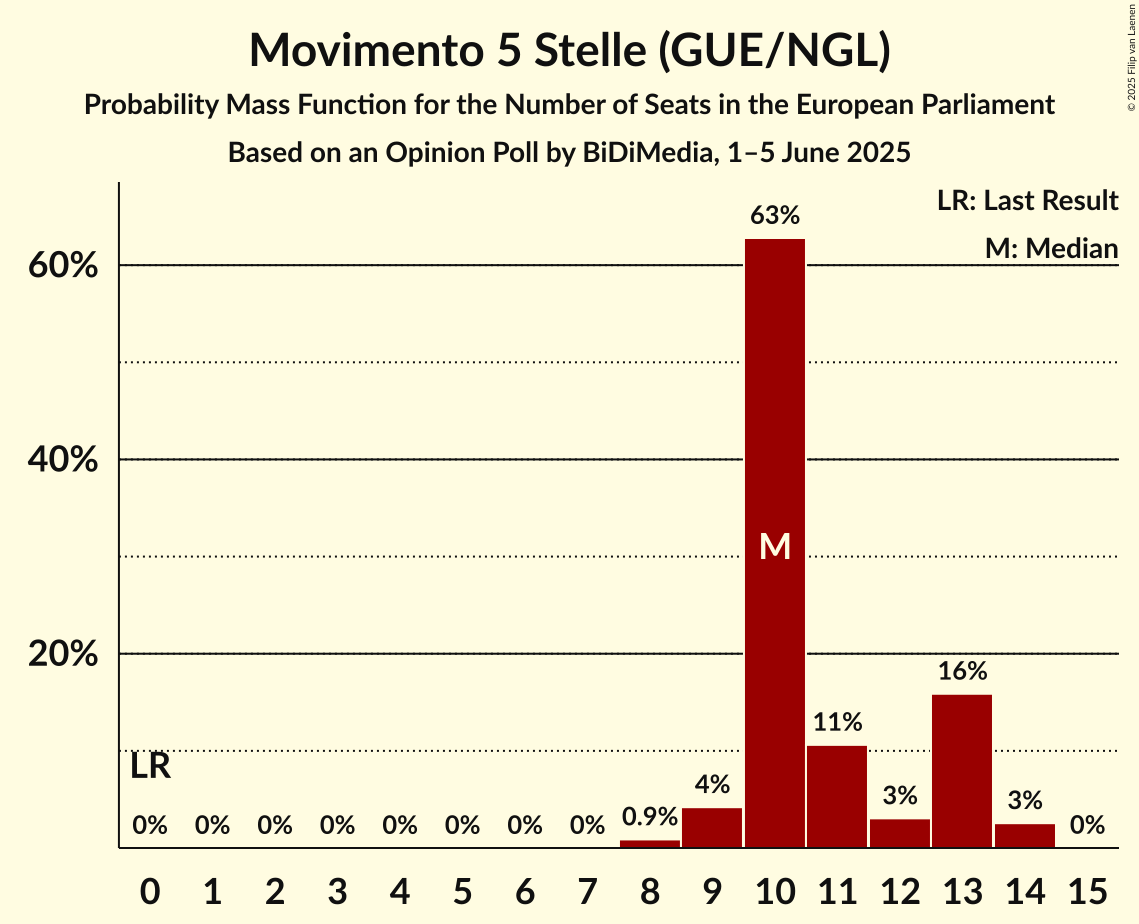 Movimento 5 Stelle (GUE/NGL)
Probability Mass Function for the Number of Seats in the European Parliament
Based on an Opinion Poll by BiDiMedia, 1–5 June 2025
© 2025 Filip van Laenen
LR: Last Result
M: Median
60%
40%
20%
63%
M
16%
11%
LR
4%
3%
3%
0.9%
0% 0% 0% 0% 0% 0% 0% 0% 0%
0 1 2 3 4 5 6 7 8 9 10 11 12 13 14 15